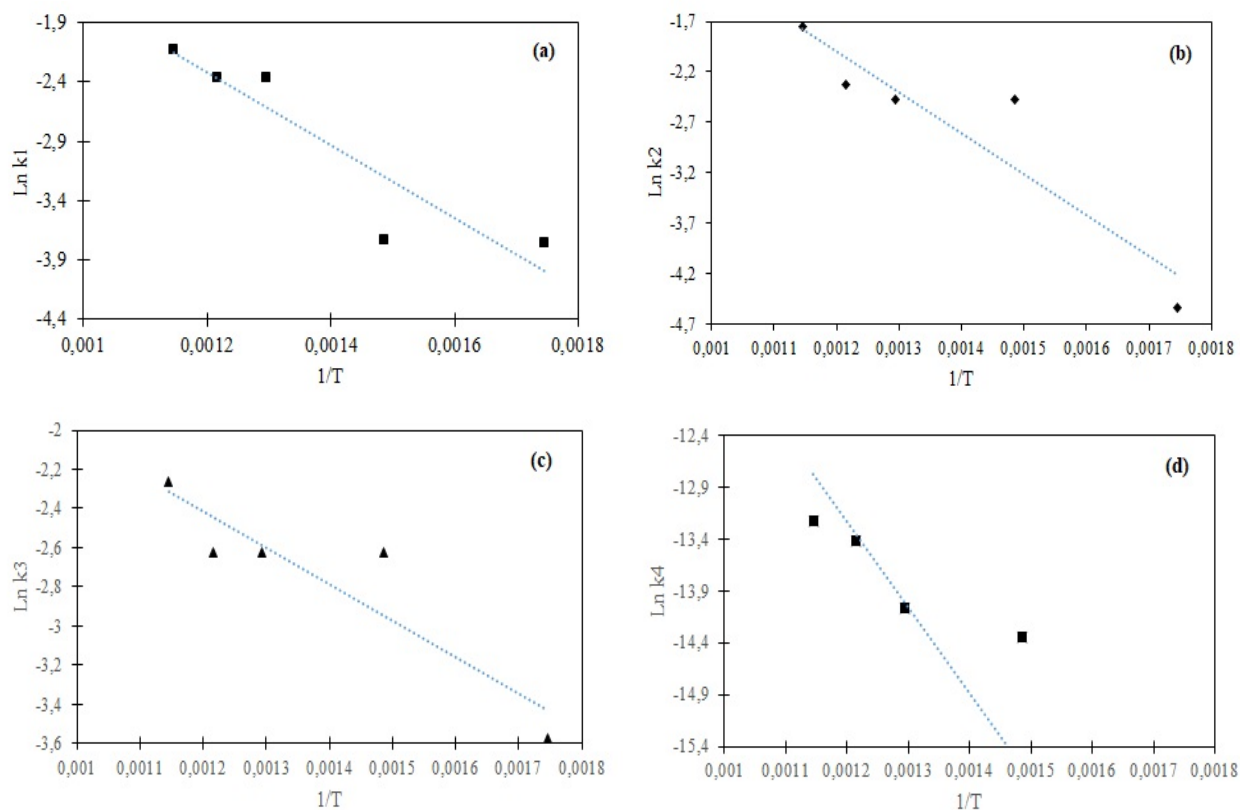 (a)
Ln k1
-1,9
-2,4
-2,9
-3,4
-3,9
-4,4
0,001 0,0012 0,0014 0,0016 0,0018
1/T
(b)
Ln k2
-1,7
-2,2
-2,7
-3,2
-3,7
-4,2
-4,7
0,001 0,0011 0,0012 0,0013 0,0014 0,0015 0,0016 0,0017 0,0018
1/T
(c)
Ln k3
-2
-2,2
-2,4
-2,6
-2,8
-3
-3,2
-3,4
-3,6
0,001 0,0011 0,0012 0,0013 0,0014 0,0015 0,0016 0,0017 0,0018
1/T
(d)
Ln k4
-12,4
-12,9
-13,4
-13,9
-14,4
-14,9
-15,4
0,001 0,0011 0,0012 0,0013 0,0014 0,0015 0,0016 0,0017 0,0018
1/T